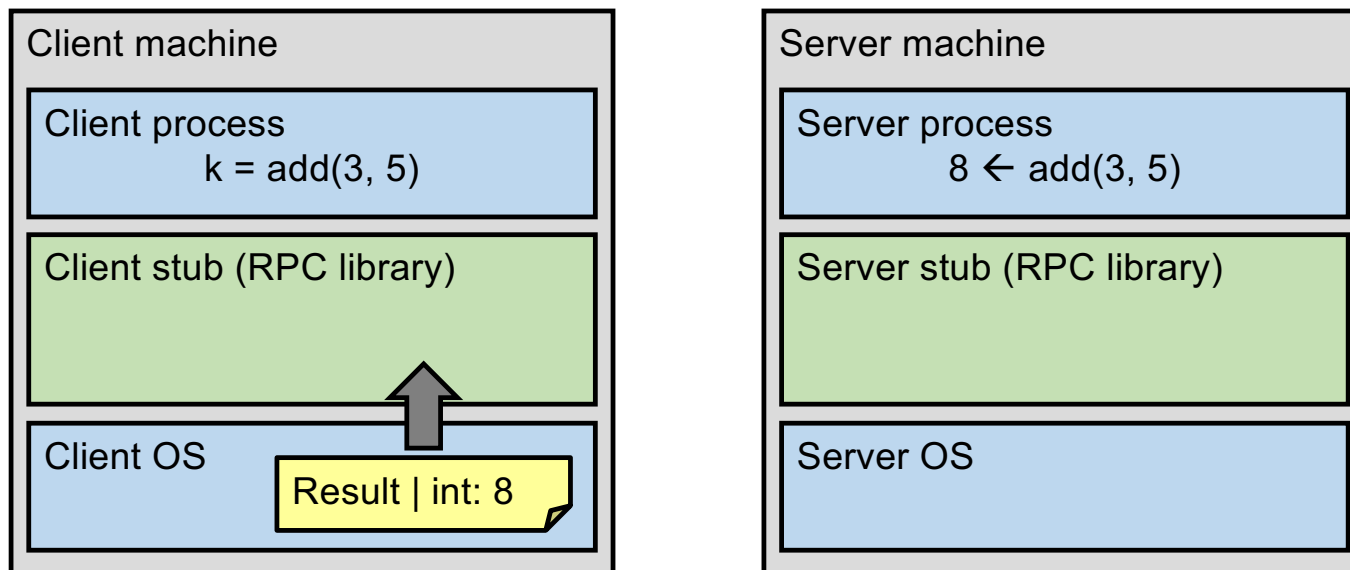 Client machine
Client process
k = add(3, 5)
Client stub (RPC library)
Client OS
Result | int: 8
Server machine
Server process
8 ← add(3, 5)
Server stub (RPC library)
Server OS